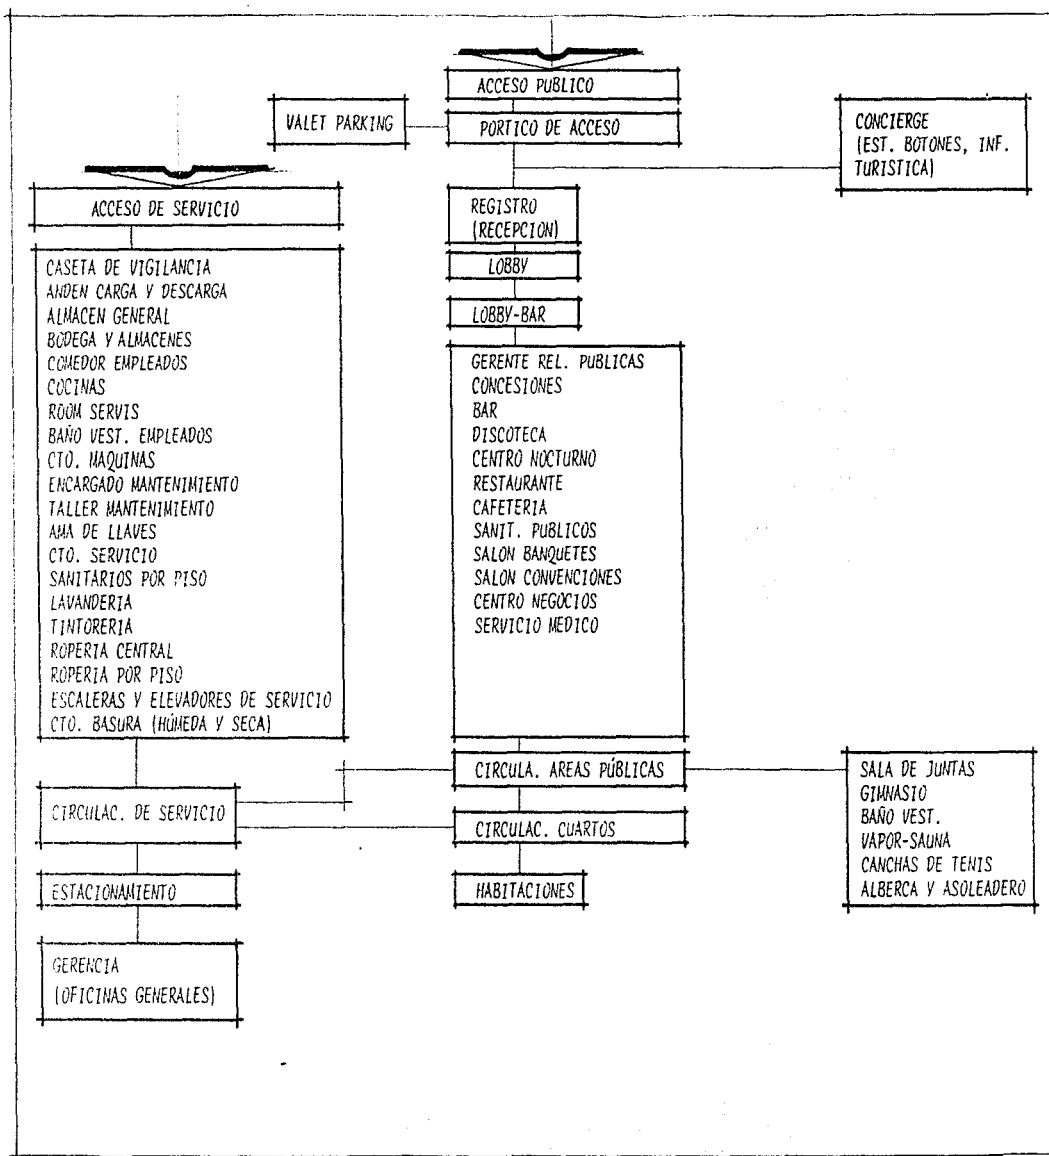 ACCESO PUBLICO
VALET PARKING
PORTICO DE ACCESO
CONCIERGE
(EST. BOTONES, INF.
TURISTICA)
ACCESO DE SERVICIO
REGISTRO
(RECEPCION)
LOBBY
LOBBY-BAR
CASETA DE VIGILANCIA
ANDEN CARGA Y DESCARGA
ALMACEN GENERAL
BODEGA Y ALMACENES
COMEDOR EMPLEADOS
COCINAS
ROOM SERVIS
BAÑO VEST. EMPLEADOS
CTO. MAQUINAS
ENCARGADO MANTENIMIENTO
TALLER MANTENIMIENTO
AMA DE LLAVES
CTO. SERVICIO
SANITARIOS POR PISO
LAVANDERIA
TINTORERIA
ROPERIA CENTRAL
ROPERIA POR PISO
ESCALERAS Y ELEVADORES DE SERVICIO
CTO. BASURA (HÚMEDA Y SECA)
GERENTE REL. PUBLICAS
CONCESIONES
BAR
DISCOTECA
CENTRO NOCTURNO
RESTAURANTE
CAFETERIA
SANIT. PUBLICOS
SALON BANQUETES
SALON CONVENCIONES
CENTRO NEGOCIOS
SERVICIO MEDICO
CIRCULA. AREAS PÚBLICAS
SALA DE JUNTAS
GIMNASIO
BAÑO VEST.
VAPOR-SAUNA
CANCHAS DE TENIS
ALBERCA Y ASOLEADERO
CIRCULAC. DE SERVICIO
CIRCULAC. CUARTOS
ESTACIONAMIENTO
HABITACIONES
GERENCIA
(OFICINAS GENERALES)